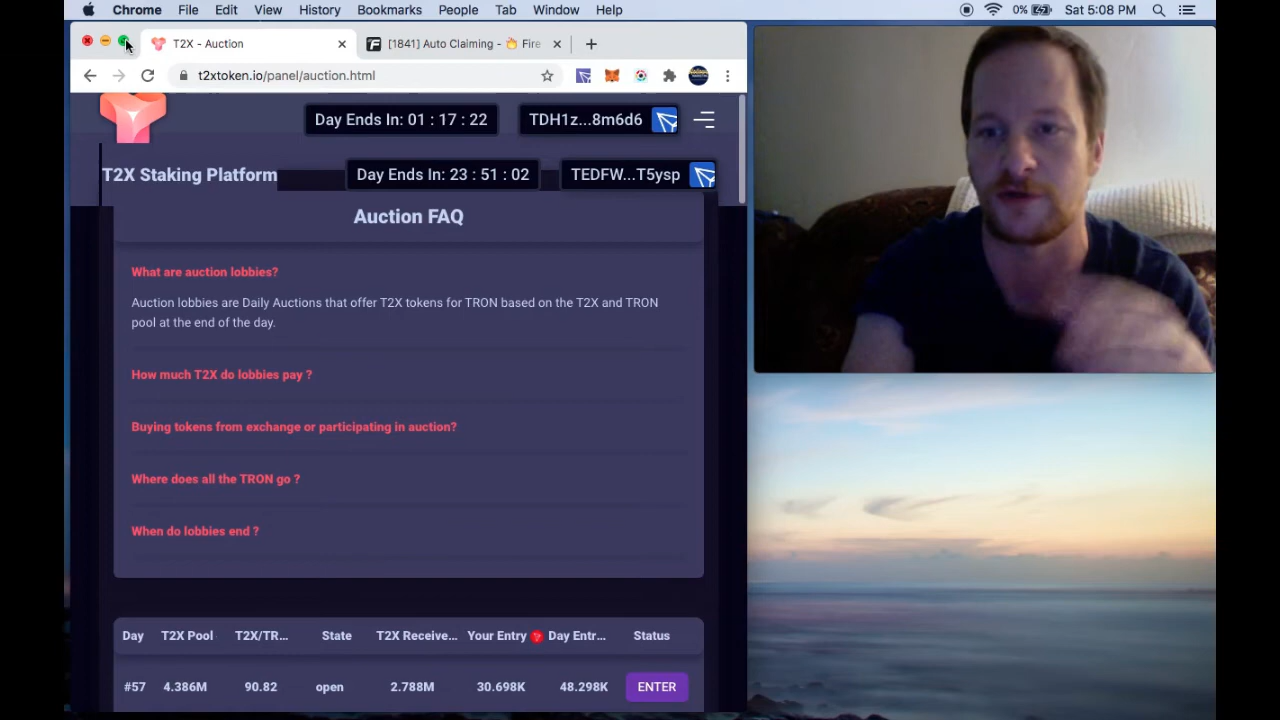 Chrome File Edit View History Bookmarks People Tab Window Help 0% Sat 5:08 PM
T2X - Auction [1841] Auto Claiming - Fire
t2xtoken.io/panel/auction.html
Day Ends In: 01 : 17 : 22 TDH1z...8m6d6
T2X Staking Platform Day Ends In: 23 : 51 : 02 TEDFW...T5ysp
Auction FAQ
What are auction lobbies?
Auction lobbies are Daily Auctions that offer T2X tokens for TRON based on the T2X and TRON
pool at the end of the day.
How much T2X do lobbies pay ?
Buying tokens from exchange or participating in auction?
Where does all the TRON go ?
When do lobbies end ?
Day T2X Pool T2X/TR... State T2X Receive... Your Entry Day Entr... Status
#57 4.386M 90.82 open 2.788M 30.698K 48.298K ENTER